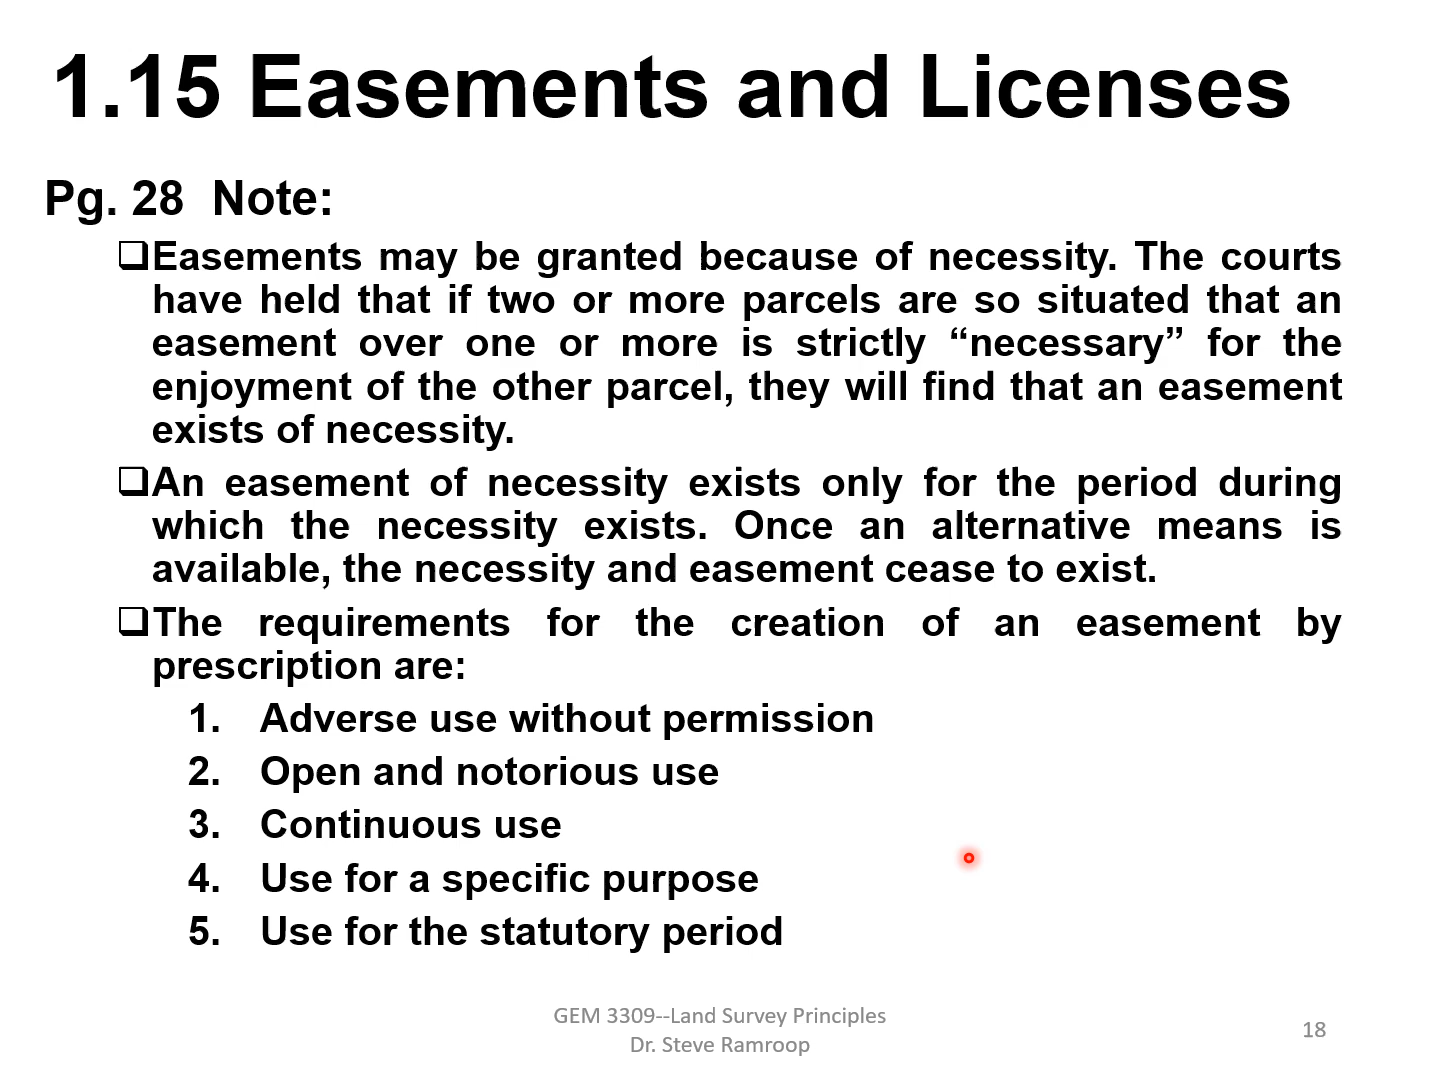 1.15 Easements and Licenses
Pg. 28 Note:
❑Easements may be granted because of necessity. The courts
have held that if two or more parcels are so situated that an
easement over one or more is strictly “necessary” for the
enjoyment of the other parcel, they will find that an easement
exists of necessity.
❑An easement of necessity exists only for the period during
which the necessity exists. Once an alternative means is
available, the necessity and easement cease to exist.
❑The requirements for the creation of an easement by
prescription are:
1. Adverse use without permission
2. Open and notorious use
3. Continuous use
4. Use for a specific purpose
5. Use for the statutory period
GEM 3309--Land Survey Principles
Dr. Steve Ramroop
18